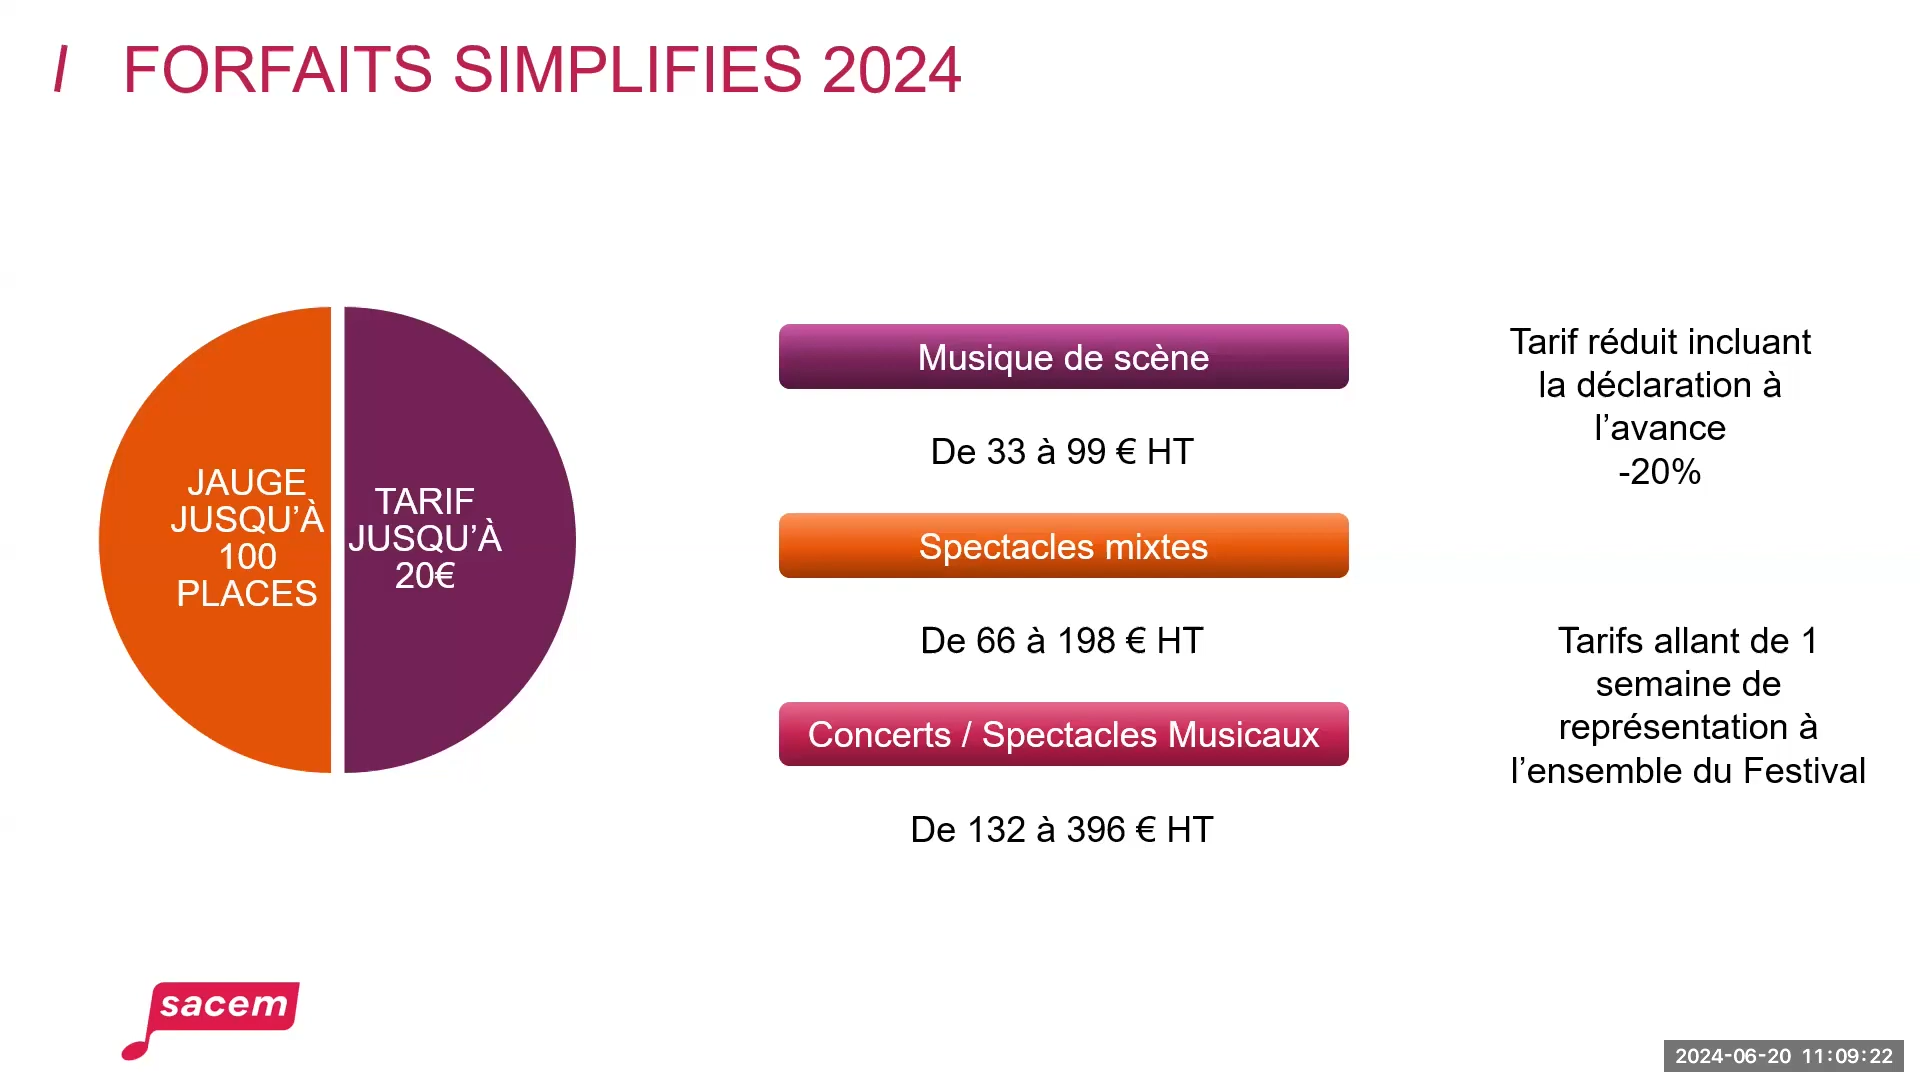 / FORFAITS SIMPLIFIES 2024
JAUGE
JUSQU’À
100
PLACES
TARIF
JUSQU’À
20€
Musique de scène
De 33 à 99 € HT
Spectacles mixtes
De 66 à 198 € HT
Concerts / Spectacles Musicaux
De 132 à 396 € HT
Tarif réduit incluant
la déclaration à
l’avance
-20%
Tarifs allant de 1
semaine de
représentation à
l’ensemble du Festival
sacem
2024-06-20 11:09:22